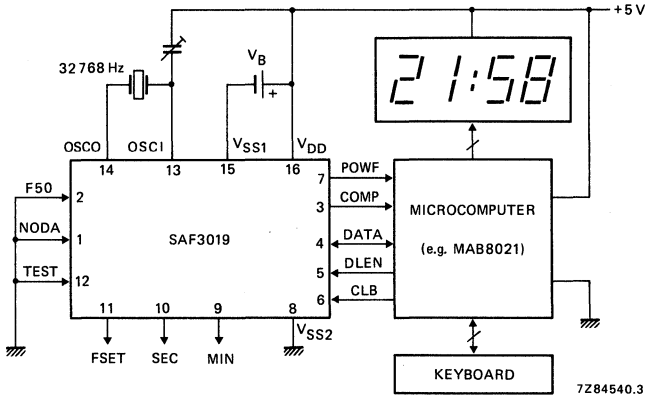 +5 V
32 768 Hz
V_B
+
21:58
OSCO OSCI V_SS1 V_DD
14 13 15 16
F50 2
NODA 1
TEST 12
SAF3019
7 POWF
3 COMP
4 DATA
5 DLEN
6 CLB
MICROCOMPUTER
(e.g. MAB8021)
11 10 9 8
V_SS2
FSET SEC MIN
KEYBOARD
7Z84540.3